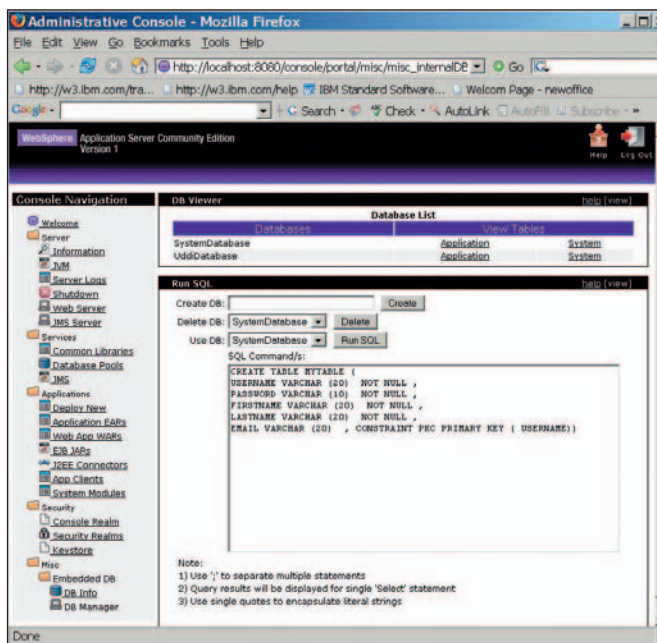 Administrative Console - Mozilla Firefox
File Edit View Go Bookmarks Tools Help
http://localhost:8080/console/portal/misc/misc_internalDB Go
http://w3.ibm.com/tra... http://w3.ibm.com/help IBM Standard Software... Welcom Page - newoffice
Google Search Check AutoLink AutoFill Subscribe »
WebSphere Application Server Community Edition
Version 1
Help Log Out
Console Navigation
Welcome
Server
Information
JVM
Server Logs
Shutdown
Web Server
JMS Server
Services
Common Libraries
Database Pools
JMS
Applications
Deploy New
Application EARs
Web App WARs
EJB JARs
J2EE Connectors
App Clients
System Modules
Security
Console Realm
Security Realms
Keystore
Misc
Embedded DB
DB Info
DB Manager
DB Viewer help [view]
Database List
Databases View Tables
SystemDatabase Application System
UddiDatabase Application System
Run SQL help [view]
Create DB: Create
Delete DB: SystemDatabase Delete
Use DB: SystemDatabase Run SQL
SQL Command/s:
CREATE TABLE MYTABLE (
USERNAME VARCHAR (20) NOT NULL ,
PASSWORD VARCHAR (10) NOT NULL ,
FIRSTNAME VARCHAR (20) NOT NULL ,
LASTNAME VARCHAR (20) NOT NULL ,
EMAIL VARCHAR (20) , CONSTRAINT PKC PRIMARY KEY ( USERNAME))
Note:
1) Use ';' to separate multiple statements
2) Query results will be displayed for single 'Select' statement
3) Use single quotes to encapsulate literal strings
Done